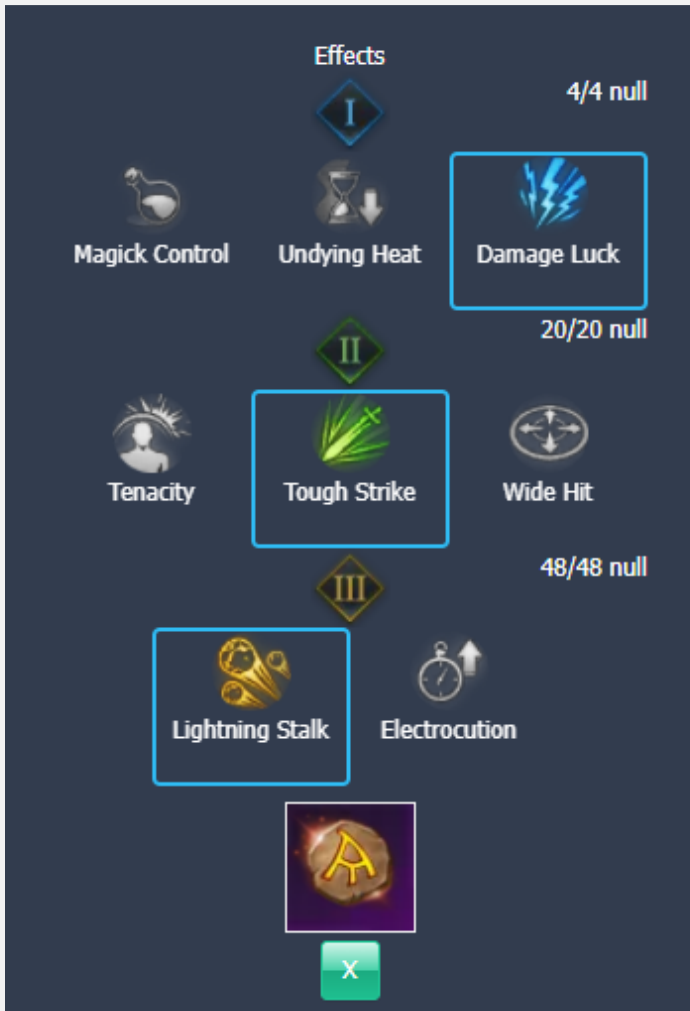 Effects
4/4 null
I
Magick Control Undying Heat Damage Luck
20/20 null
II
Tenacity Tough Strike Wide Hit
48/48 null
III
Lightning Stalk Electrocution
X